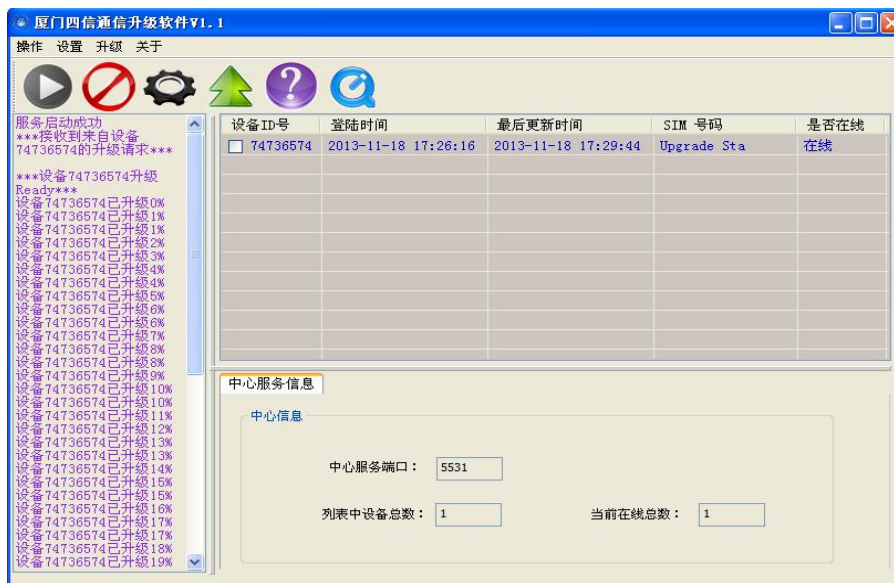 厦门四信通信升级软件V1.1
操作 设置 升级 关于
服务启动成功
***接收到来自设备
74736574的升级请求***
***设备74736574升级
Ready***
设备74736574已升级0%
设备74736574已升级1%
设备74736574已升级1%
设备74736574已升级2%
设备74736574已升级3%
设备74736574已升级4%
设备74736574已升级4%
设备74736574已升级5%
设备74736574已升级6%
设备74736574已升级6%
设备74736574已升级7%
设备74736574已升级8%
设备74736574已升级8%
设备74736574已升级9%
设备74736574已升级10%
设备74736574已升级10%
设备74736574已升级11%
设备74736574已升级12%
设备74736574已升级13%
设备74736574已升级13%
设备74736574已升级14%
设备74736574已升级15%
设备74736574已升级15%
设备74736574已升级16%
设备74736574已升级17%
设备74736574已升级17%
设备74736574已升级18%
设备74736574已升级19%
设备ID号 登陆时间 最后更新时间 SIM 号码 是否在线
74736574 2013-11-18 17:26:16 2013-11-18 17:29:44 Upgrade Sta 在线
中心服务信息
中心信息
中心服务端口： 5531
列表中设备总数： 1 当前在线总数： 1